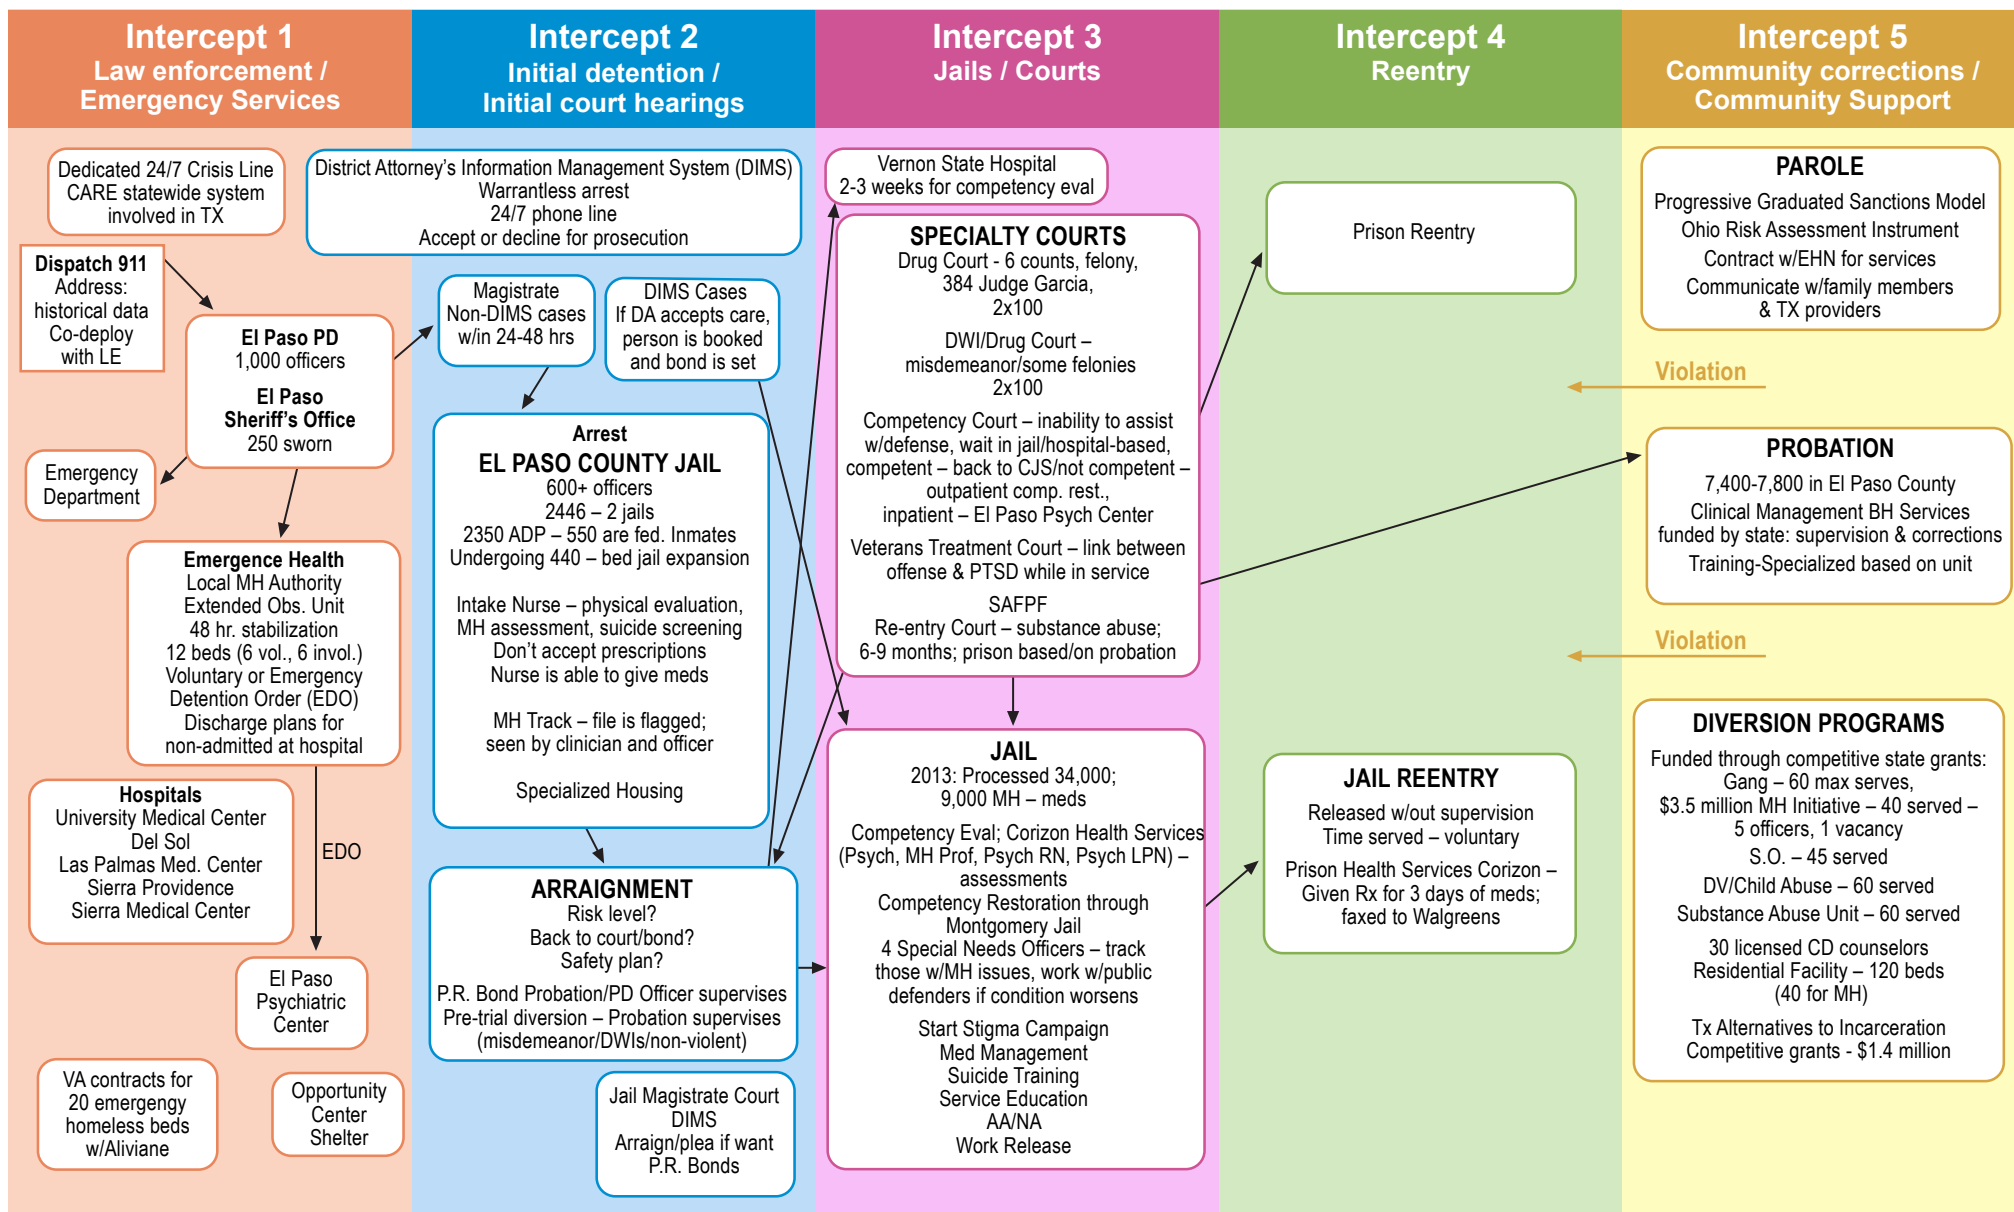 Intercept 1
Law enforcement /
Emergency Services
Dedicated 24/7 Crisis Line
CARE statewide system
involved in TX
Dispatch 911
Address:
historical data
Co-deploy
with LE
El Paso PD
1,000 officers
El Paso
Sheriff's Office
250 sworn
Emergency
Department
Emergence Health
Local MH Authority
Extended Obs. Unit
48 hr. stabilization
12 beds (6 vol., 6 invol.)
Voluntary or Emergency
Detention Order (EDO)
Discharge plans for
non-admitted at hospital
Hospitals
University Medical Center
Del Sol
Las Palmas Med. Center
Sierra Providence
Sierra Medical Center
EDO
El Paso
Psychiatric
Center
VA contracts for
20 emergengy
homeless beds
w/Aliviane
Opportunity
Center
Shelter
Intercept 2
Initial detention /
Initial court hearings
District Attorney's Information Management System (DIMS)
Warrantless arrest
24/7 phone line
Accept or decline for prosecution
Magistrate
Non-DIMS cases
w/in 24-48 hrs
DIMS Cases
If DA accepts care,
person is booked
and bond is set
Arrest
EL PASO COUNTY JAIL
600+ officers
2446 – 2 jails
2350 ADP – 550 are fed. Inmates
Undergoing 440 – bed jail expansion
Intake Nurse – physical evaluation,
MH assessment, suicide screening
Don't accept prescriptions
Nurse is able to give meds
MH Track – file is flagged;
seen by clinician and officer
Specialized Housing
ARRAIGNMENT
Risk level?
Back to court/bond?
Safety plan?
P.R. Bond Probation/PD Officer supervises
Pre-trial diversion – Probation supervises
(misdemeanor/DWIs/non-violent)
Jail Magistrate Court
DIMS
Arraign/plea if want
P.R. Bonds
Intercept 3
Jails / Courts
Vernon State Hospital
2-3 weeks for competency eval
SPECIALTY COURTS
Drug Court - 6 counts, felony,
384 Judge Garcia,
2x100
DWI/Drug Court –
misdemeanor/some felonies
2x100
Competency Court – inability to assist
w/defense, wait in jail/hospital-based,
competent – back to CJS/not competent –
outpatient comp. rest.,
inpatient – El Paso Psych Center
Veterans Treatment Court – link between
offense & PTSD while in service
SAFPF
Re-entry Court – substance abuse;
6-9 months; prison based/on probation
JAIL
2013: Processed 34,000;
9,000 MH – meds
Competency Eval; Corizon Health Services
(Psych, MH Prof, Psych RN, Psych LPN) –
assessments
Competency Restoration through
Montgomery Jail
4 Special Needs Officers – track
those w/MH issues, work w/public
defenders if condition worsens
Start Stigma Campaign
Med Management
Suicide Training
Service Education
AA/NA
Work Release
Intercept 4
Reentry
Prison Reentry
JAIL REENTRY
Released w/out supervision
Time served – voluntary
Prison Health Services Corizon –
Given Rx for 3 days of meds;
faxed to Walgreens
Intercept 5
Community corrections /
Community Support
PAROLE
Progressive Graduated Sanctions Model
Ohio Risk Assessment Instrument
Contract w/EHN for services
Communicate w/family members
& TX providers
Violation
PROBATION
7,400-7,800 in El Paso County
Clinical Management BH Services
funded by state: supervision & corrections
Training-Specialized based on unit
Violation
DIVERSION PROGRAMS
Funded through competitive state grants:
Gang – 60 max serves,
$3.5 million MH Initiative – 40 served –
5 officers, 1 vacancy
S.O. – 45 served
DV/Child Abuse – 60 served
Substance Abuse Unit – 60 served
30 licensed CD counselors
Residential Facility – 120 beds
(40 for MH)
Tx Alternatives to Incarceration
Competitive grants - $1.4 million